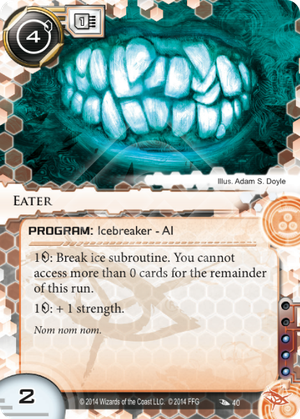 4
1
Illus. Adam S. Doyle
EATER
PROGRAM: Icebreaker - AI
1: Break ice subroutine. You cannot
access more than 0 cards for the remainder
of this run.
1: + 1 strength.
Nom nom nom.
2
© 2014 Wizards of the Coast LLC. © 2014 FFG
40